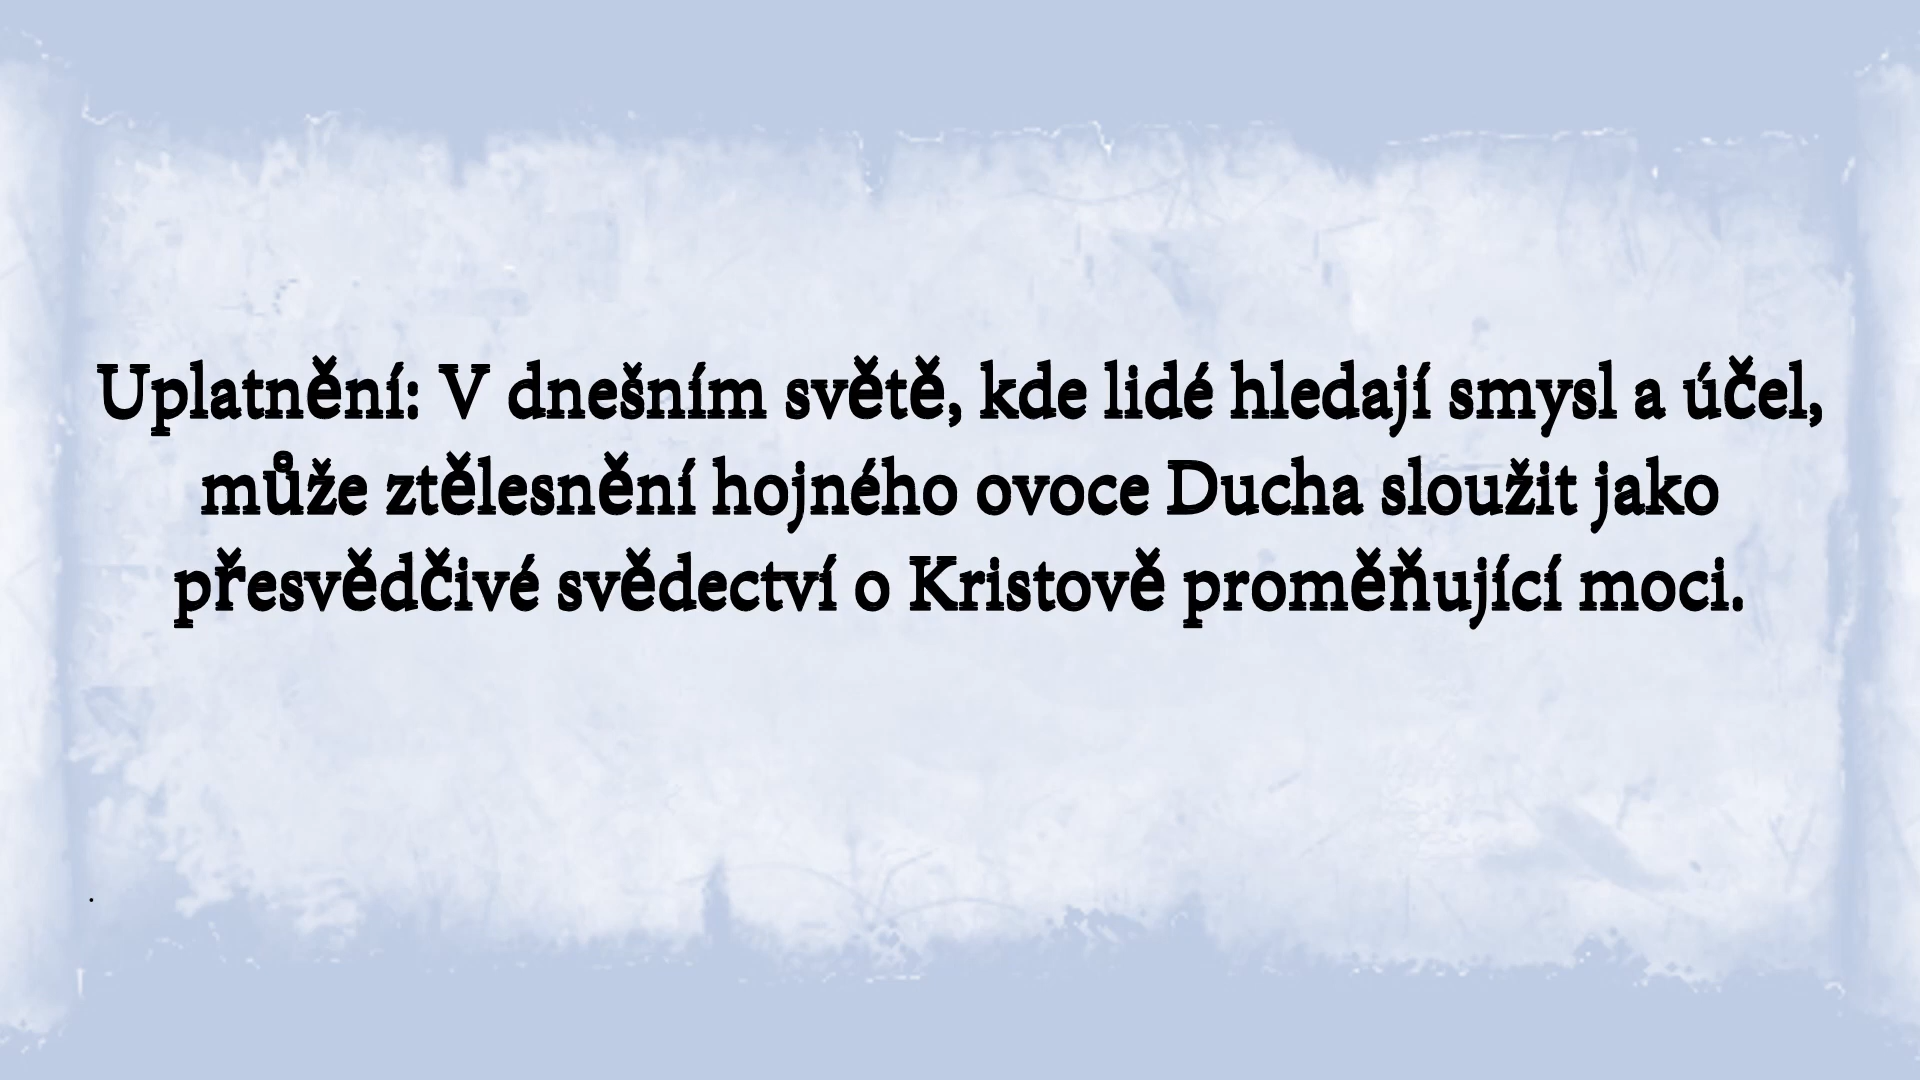 Uplatnění: V dnešním světě, kde lidé hledají smysl a účel,
může ztělesnění hojného ovoce Ducha sloužit jako
přesvědčivé svědectví o Kristově proměňující moci.
.